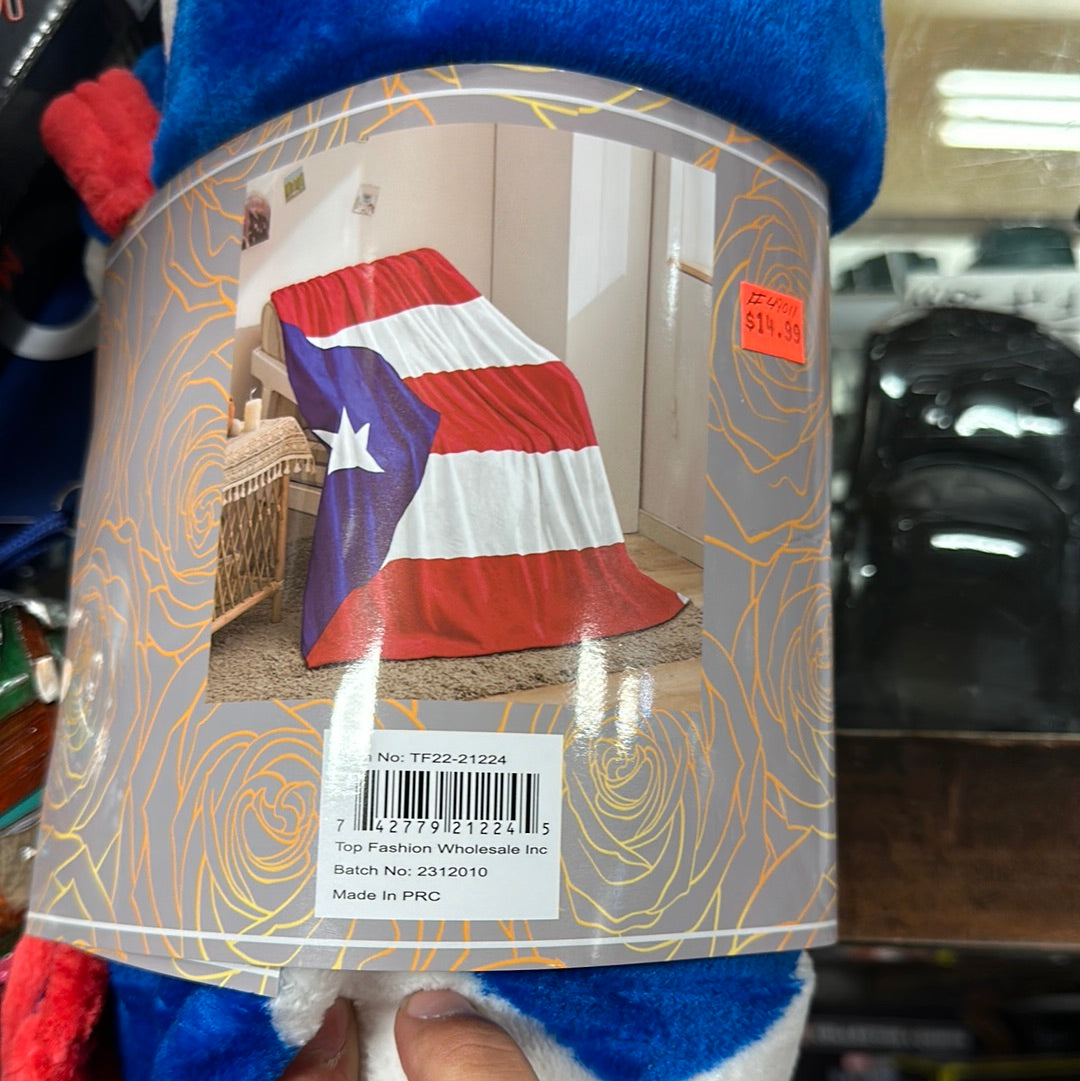 #49011
$14.99
No: TF22-21224
7 42779 21224 5
Top Fashion Wholesale Inc
Batch No: 2312010
Made In PRC